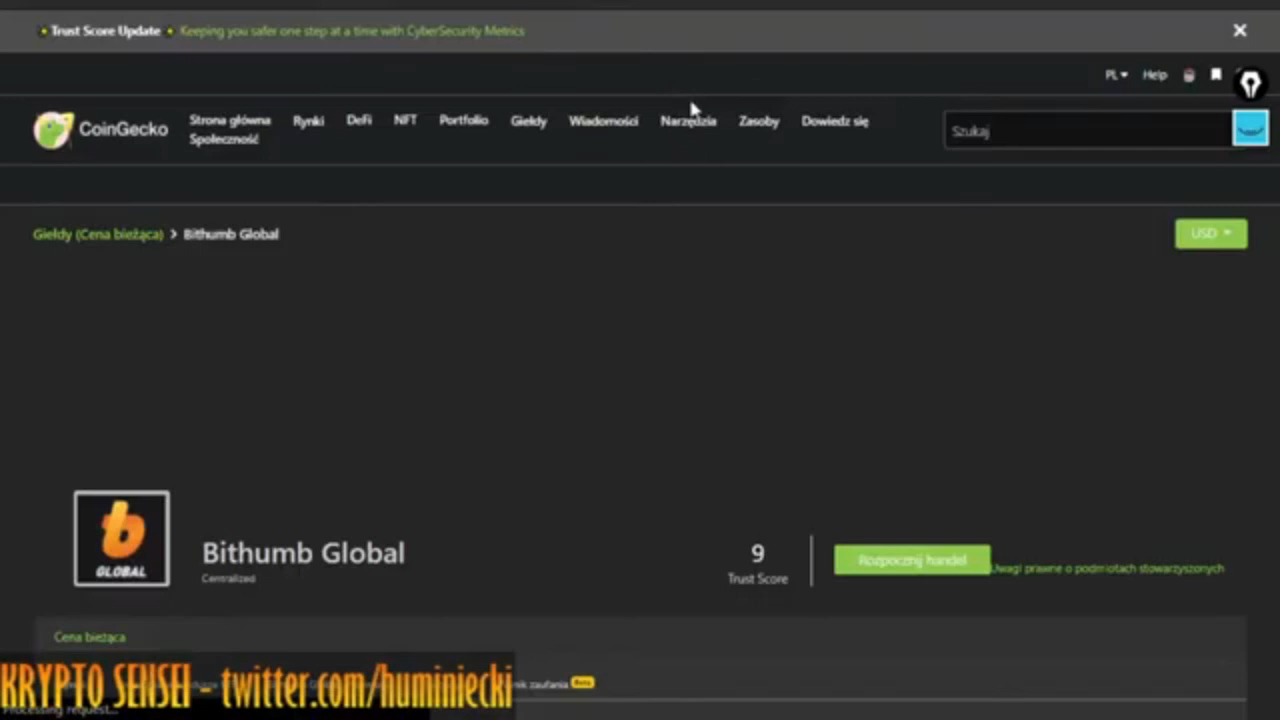 Trust Score Update • Keeping you safer one step at a time with CyberSecurity Metrics
PL Help
CoinGecko
Strona główna Rynki DeFi NFT Portfolio Giełdy Wiadomości Narzędzia Zasoby Dowiedz się
Społeczność
Szukaj
Giełdy (Cena bieżąca) > Bithumb Global
USD
GLOBAL
Bithumb Global
Centralized
9
Trust Score
Rozpocznij handel
Uwagi prawne o podmiotach stowarzyszonych
Cena bieżąca
zaufania Beta
KRYPTO SENSEI - twitter.com/huminiecki
Processing request...